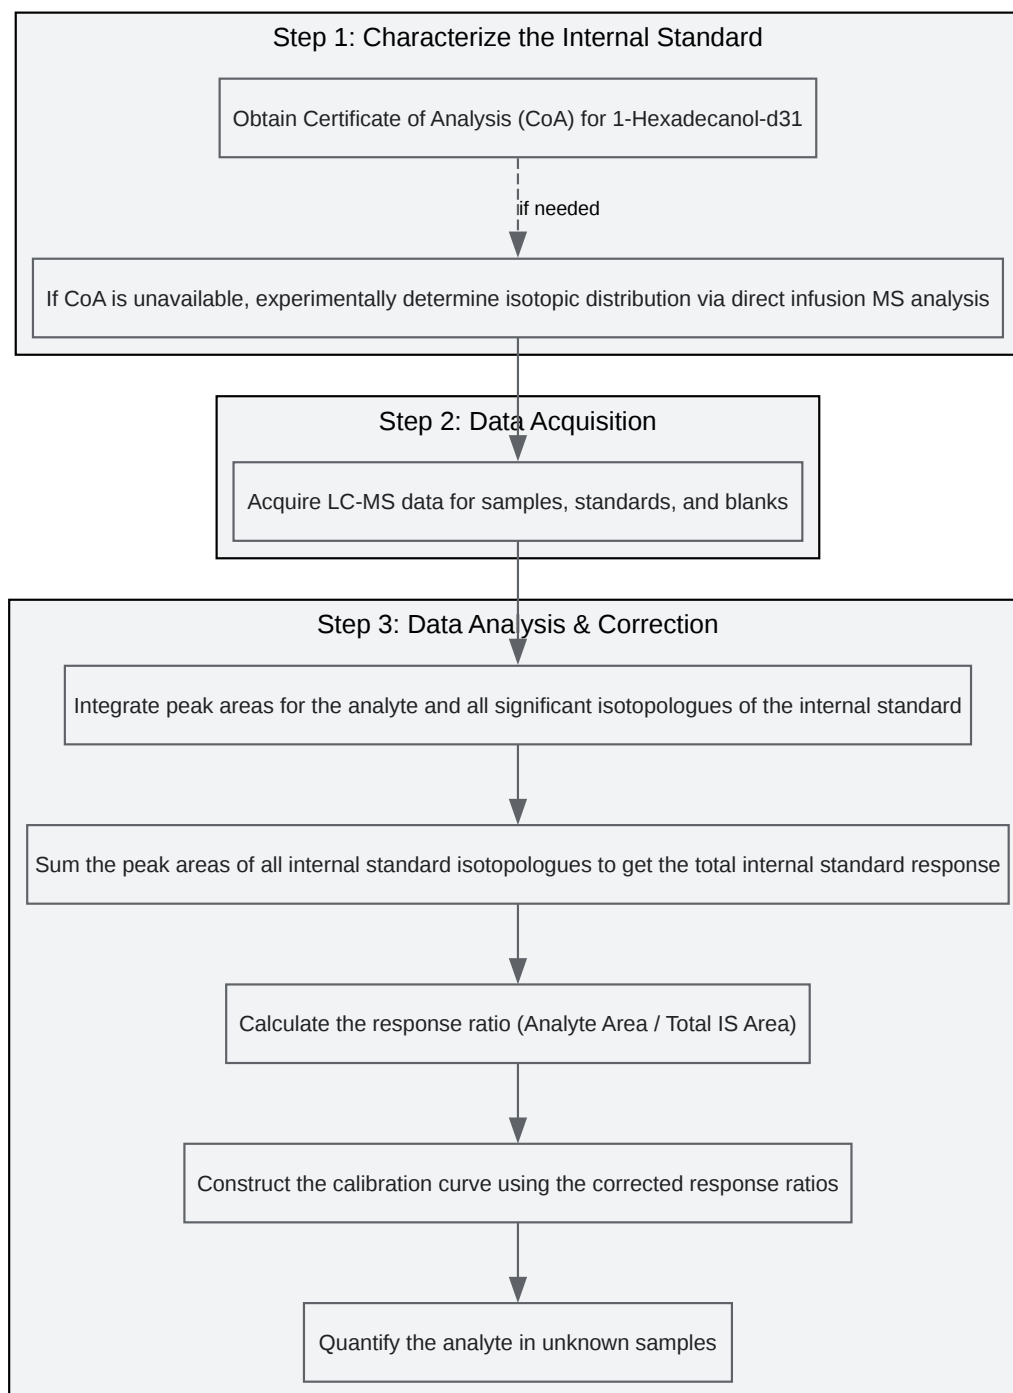 Step 1: Characterize the Internal Standard
Obtain Certificate of Analysis (CoA) for 1-Hexadecanol-d31
if needed
If CoA is unavailable, experimentally determine isotopic distribution via direct infusion MS analysis
Step 2: Data Acquisition
Acquire LC-MS data for samples, standards, and blanks
Step 3: Data Analysis & Correction
Integrate peak areas for the analyte and all significant isotopologues of the internal standard
Sum the peak areas of all internal standard isotopologues to get the total internal standard response
Calculate the response ratio (Analyte Area / Total IS Area)
Construct the calibration curve using the corrected response ratios
Quantify the analyte in unknown samples